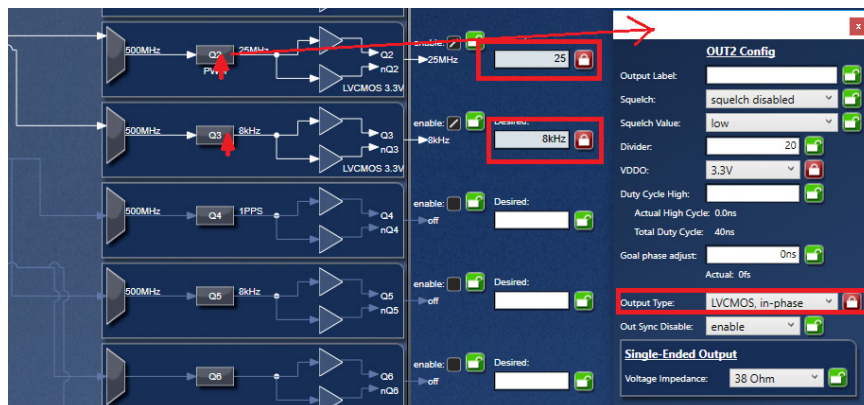 x
OUT2 Config
Output Label:
Squelch: squelch disabled
Squelch Value: low
Divider: 20
VDDO: 3.3V
Duty Cycle High:
Actual High Cycle: 0.0ns
Total Duty Cycle: 40ns
Goal phase adjust: 0ns
Actual: 0fs
Output Type: LVCMOS, in-phase
Out Sync Disable: enable
Single-Ended Output
Voltage Impedance: 38 Ohm
500MHz Q2 25MHz
Q2
nQ2
LVCMOS 3.3V
enable:
25MHz
25
500MHz Q3 8kHz
Q3
nQ3
LVCMOS 3.3V
enable: Desired:
8kHz
8kHz
500MHz Q4 1PPS
Q4
nQ4
enable: Desired:
off
500MHz Q5 8kHz
Q5
nQ5
enable: Desired:
off
500MHz Q6
Q6
nQ6
enable: Desired:
off